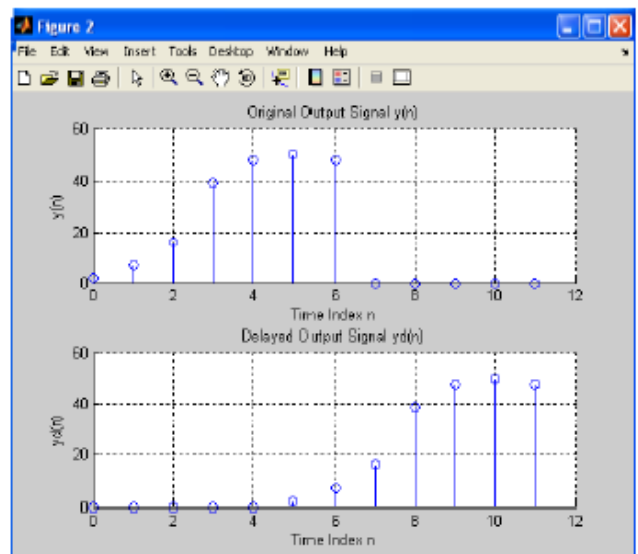 Figure 2
File Edit View Insert Tools Desktop Window Help
Original Output Signal y(n)
60
40
20
0
y(n)
0 2 4 6 8 10 12
Time Index n
Delayed Output Signal yd(n)
60
40
20
0
yd(n)
0 2 4 6 8 10 12
Time Index n